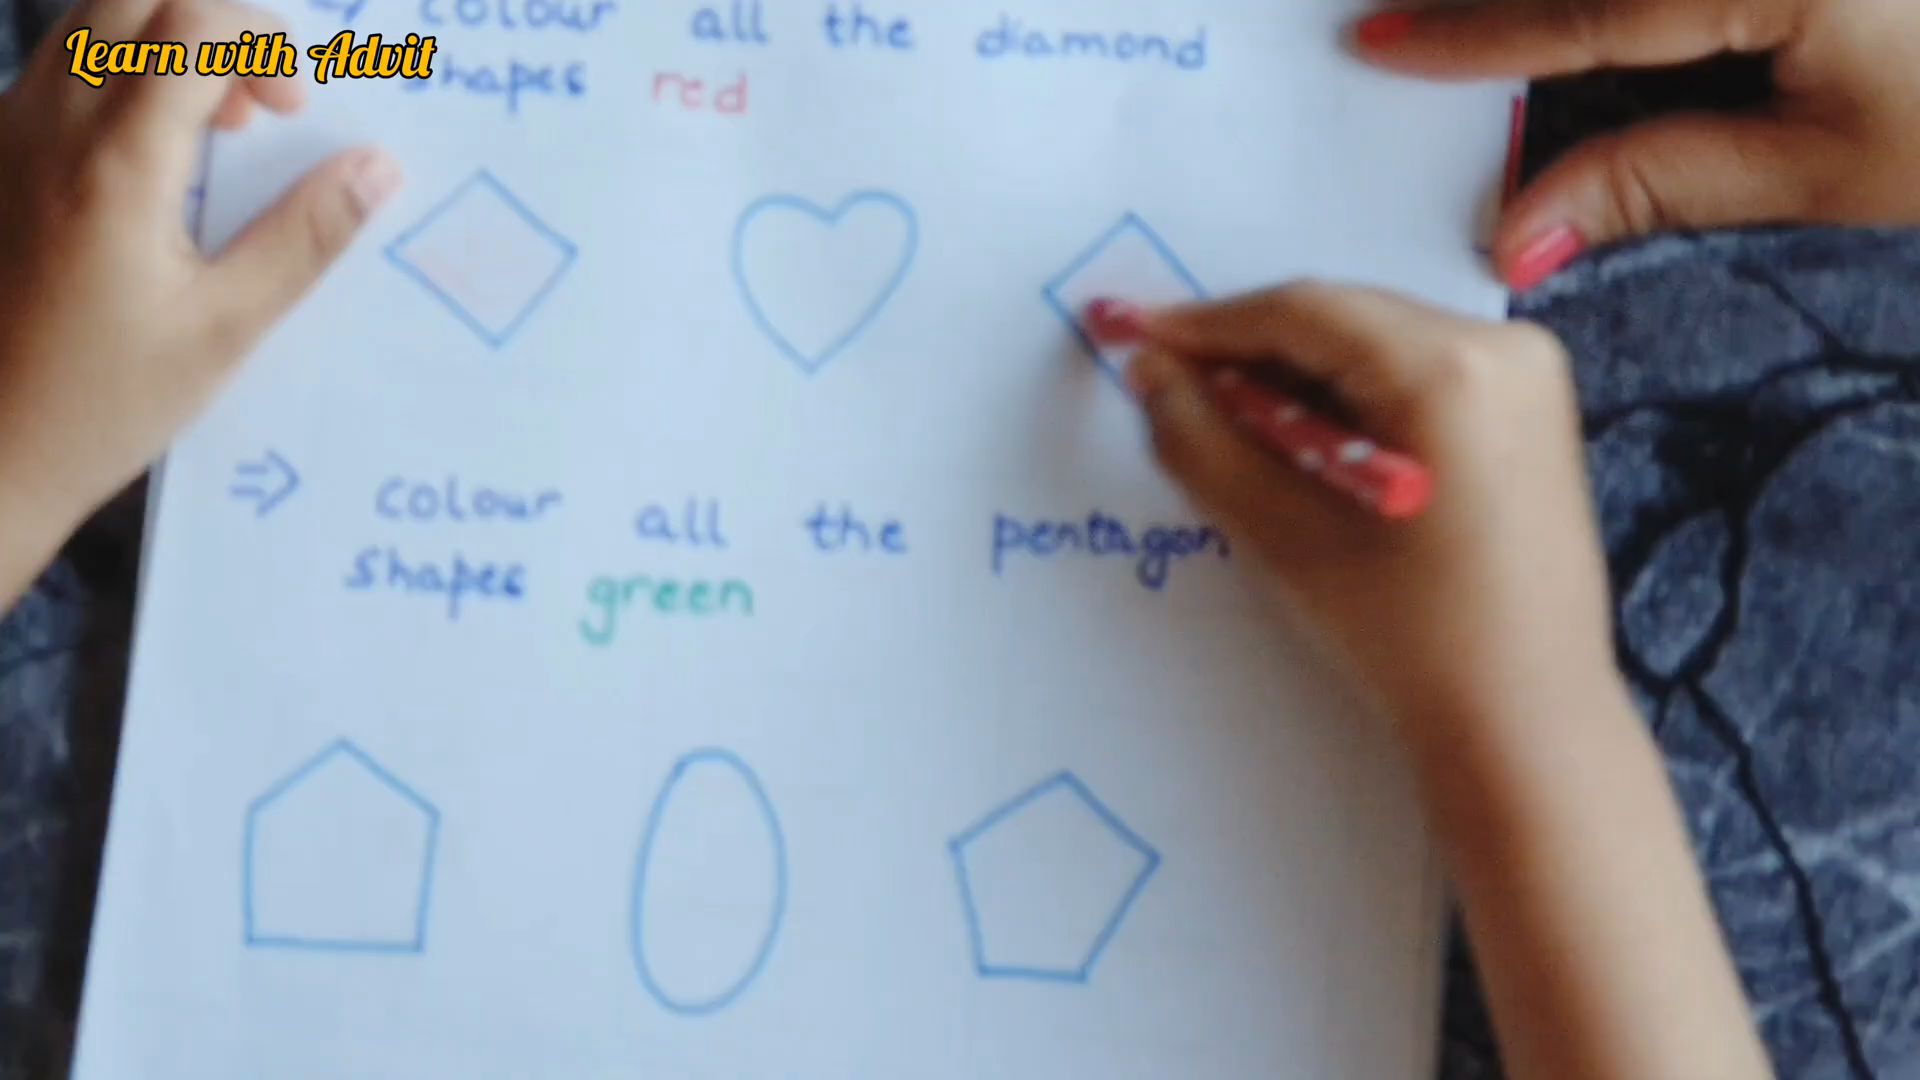 Learn with Advit
=> colour all the diamond
shapes red
=> colour all the pentagon
shapes green